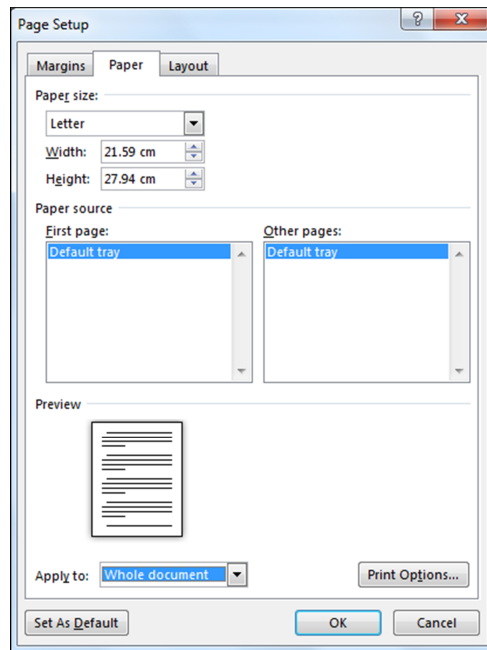 Page Setup
Margins Paper Layout
Paper size:
Letter
Width: 21.59 cm
Height: 27.94 cm
Paper source
First page: Other pages:
Default tray Default tray
Preview
Apply to: Whole document Print Options...
Set As Default OK Cancel